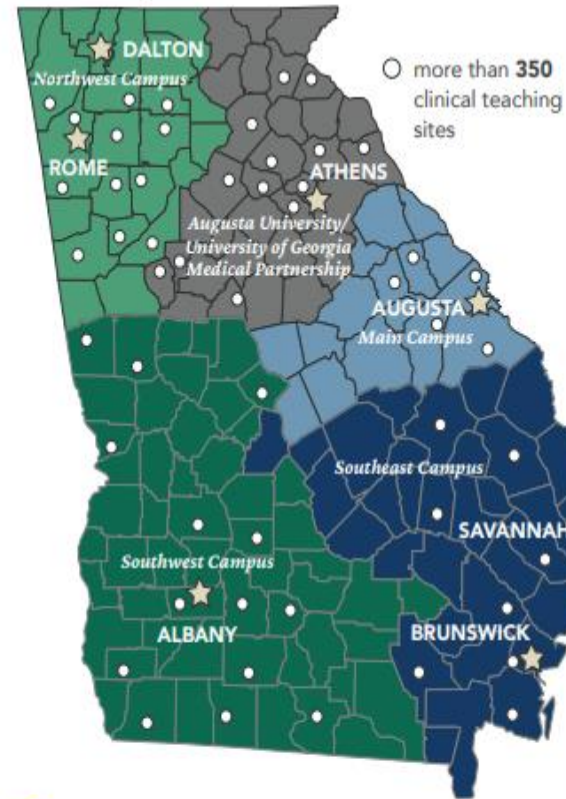 DALTON
Northwest Campus
more than 350
clinical teaching
sites
ROME
ATHENS
Augusta University/
University of Georgia
Medical Partnership
AUGUSTA
Main Campus
Southeast Campus
SAVANNAH
Southwest Campus
ALBANY
BRUNSWICK